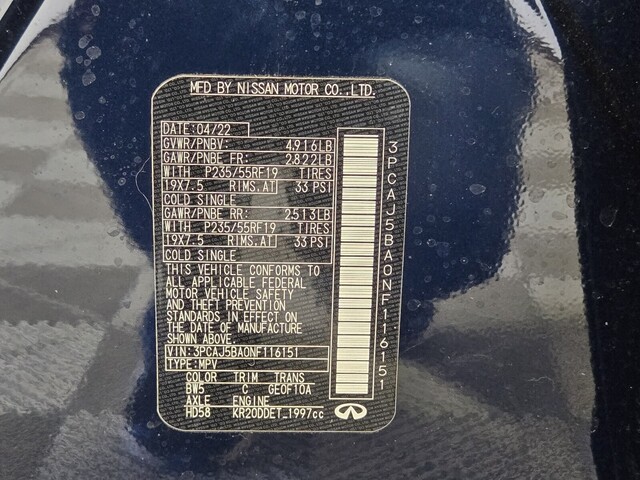 MFD BY NISSAN MOTOR CO.,LTD.
DATE:04/22
GVWR/PNBV: 4916LB
GAWR/PNBE FR: 2822LB
WITH P235/55RF19 TIRES
19X7.5 RIMS,AT 33 PSI
COLD SINGLE
GAWR/PNBE RR: 2513LB
WITH P235/55RF19 TIRES
19X7.5 RIMS,AT 33 PSI
COLD SINGLE
THIS VEHICLE CONFORMS TO
ALL APPLICABLE FEDERAL
MOTOR VEHICLE SAFETY
AND THEFT PREVENTION
STANDARDS IN EFFECT ON
THE DATE OF MANUFACTURE
SHOWN ABOVE.
VIN:3PCAJ5BA0NF116151
TYPE:MPV
COLOR TRIM TRANS
BW5 C GE0F10A
AXLE ENGINE
HD58 KR20DDET 1997cc
3PCAJ5BA0NF116151